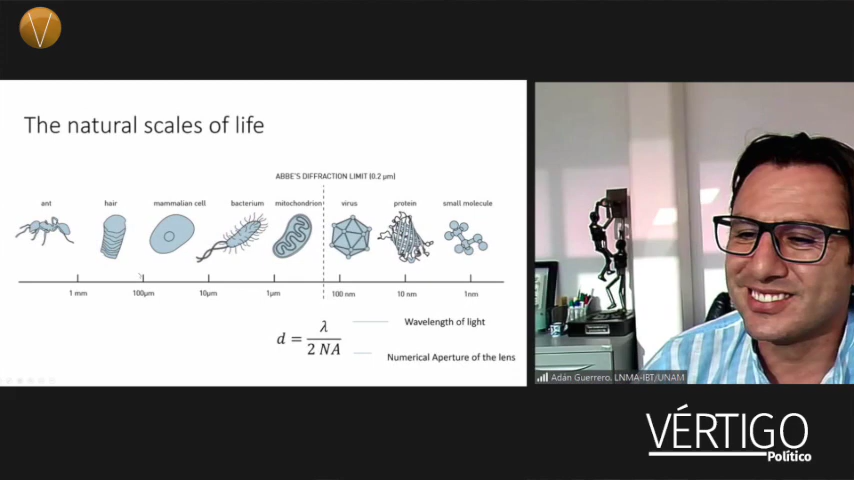 V
The natural scales of life
ABBE'S DIFFRACTION LIMIT (0.2 µm)
ant hair mammalian cell bacterium mitochondrion virus protein small molecule
1 mm 100µm 10µm 1µm 100 nm 10 nm 1nm
d = λ / 2 NA
Wavelength of light
Numerical Aperture of the lens
Adán Guerrero. LNMA-IBT/UNAM
VÉRTIGO
Político